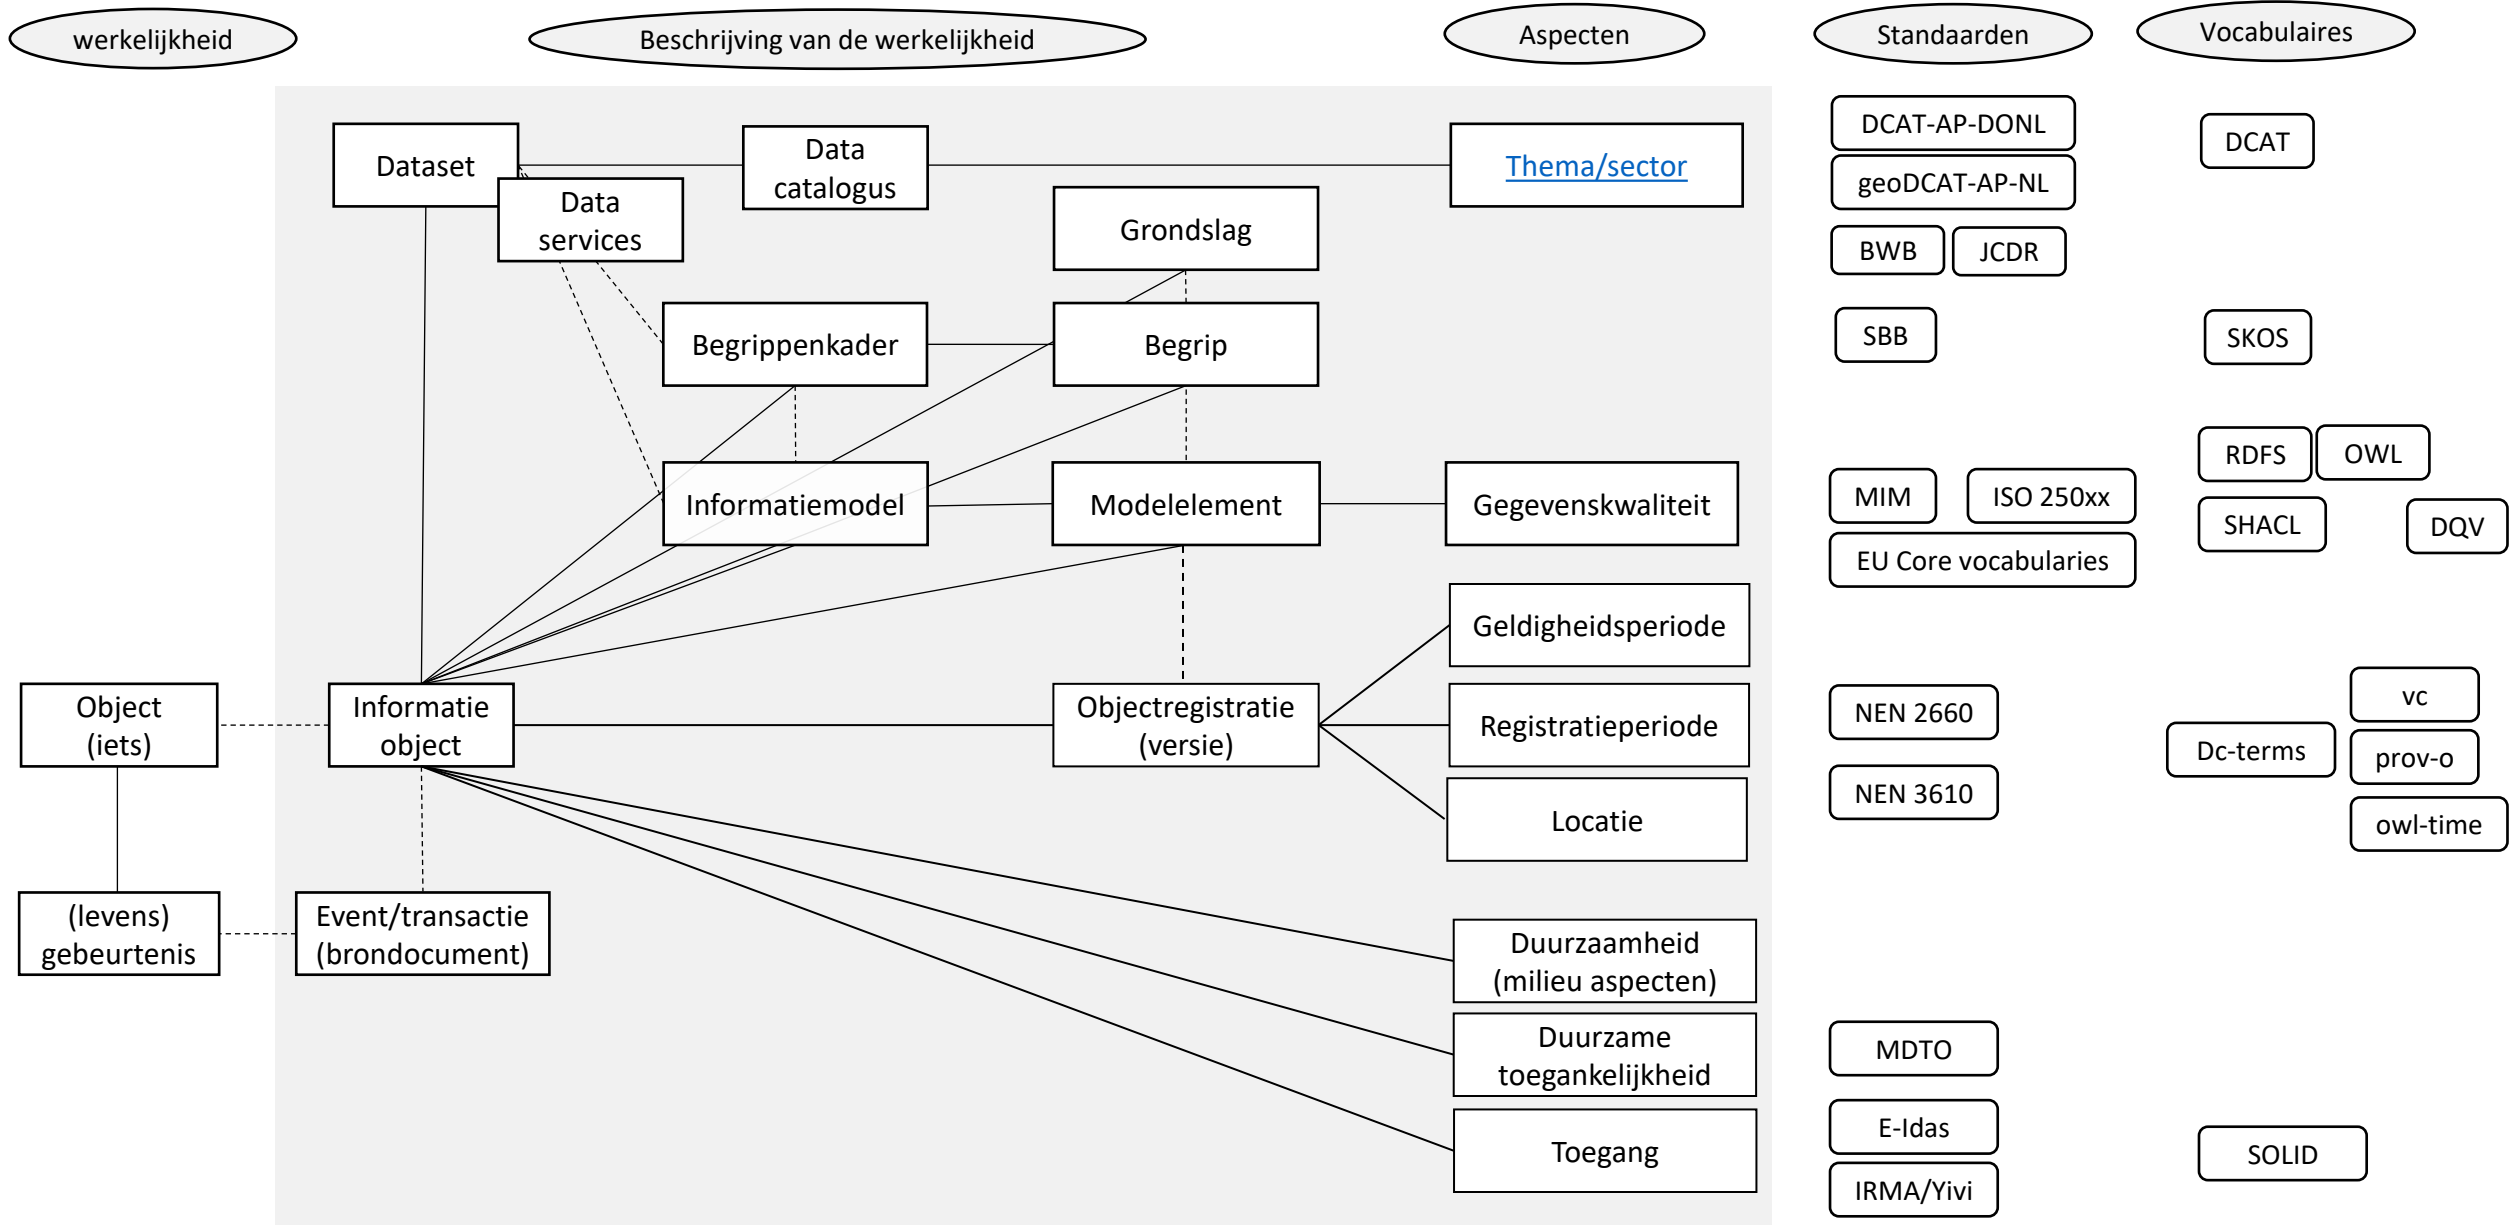 werkelijkheid
Beschrijving van de werkelijkheid
Aspecten
Standaarden
Vocabulaires
Dataset
Data
catalogus
Thema/sector
DCAT-AP-DONL
DCAT
geoDCAT-AP-NL
Data
services
Grondslag
BWB
JCDR
Begrippenkader
Begrip
SBB
SKOS
RDFS
OWL
Informatiemodel
Modelelement
Gegevenskwaliteit
MIM
ISO 250xx
SHACL
DQV
EU Core vocabularies
Geldigheidsperiode
Object
(iets)
Informatie
object
Objectregistratie
(versie)
Registratieperiode
NEN 2660
vc
Dc-terms
prov-o
Locatie
NEN 3610
owl-time
(levens)
gebeurtenis
Event/transactie
(brondocument)
Duurzaamheid
(milieu aspecten)
Duurzame
toegankelijkheid
MDTO
Toegang
E-Idas
SOLID
IRMA/Yivi